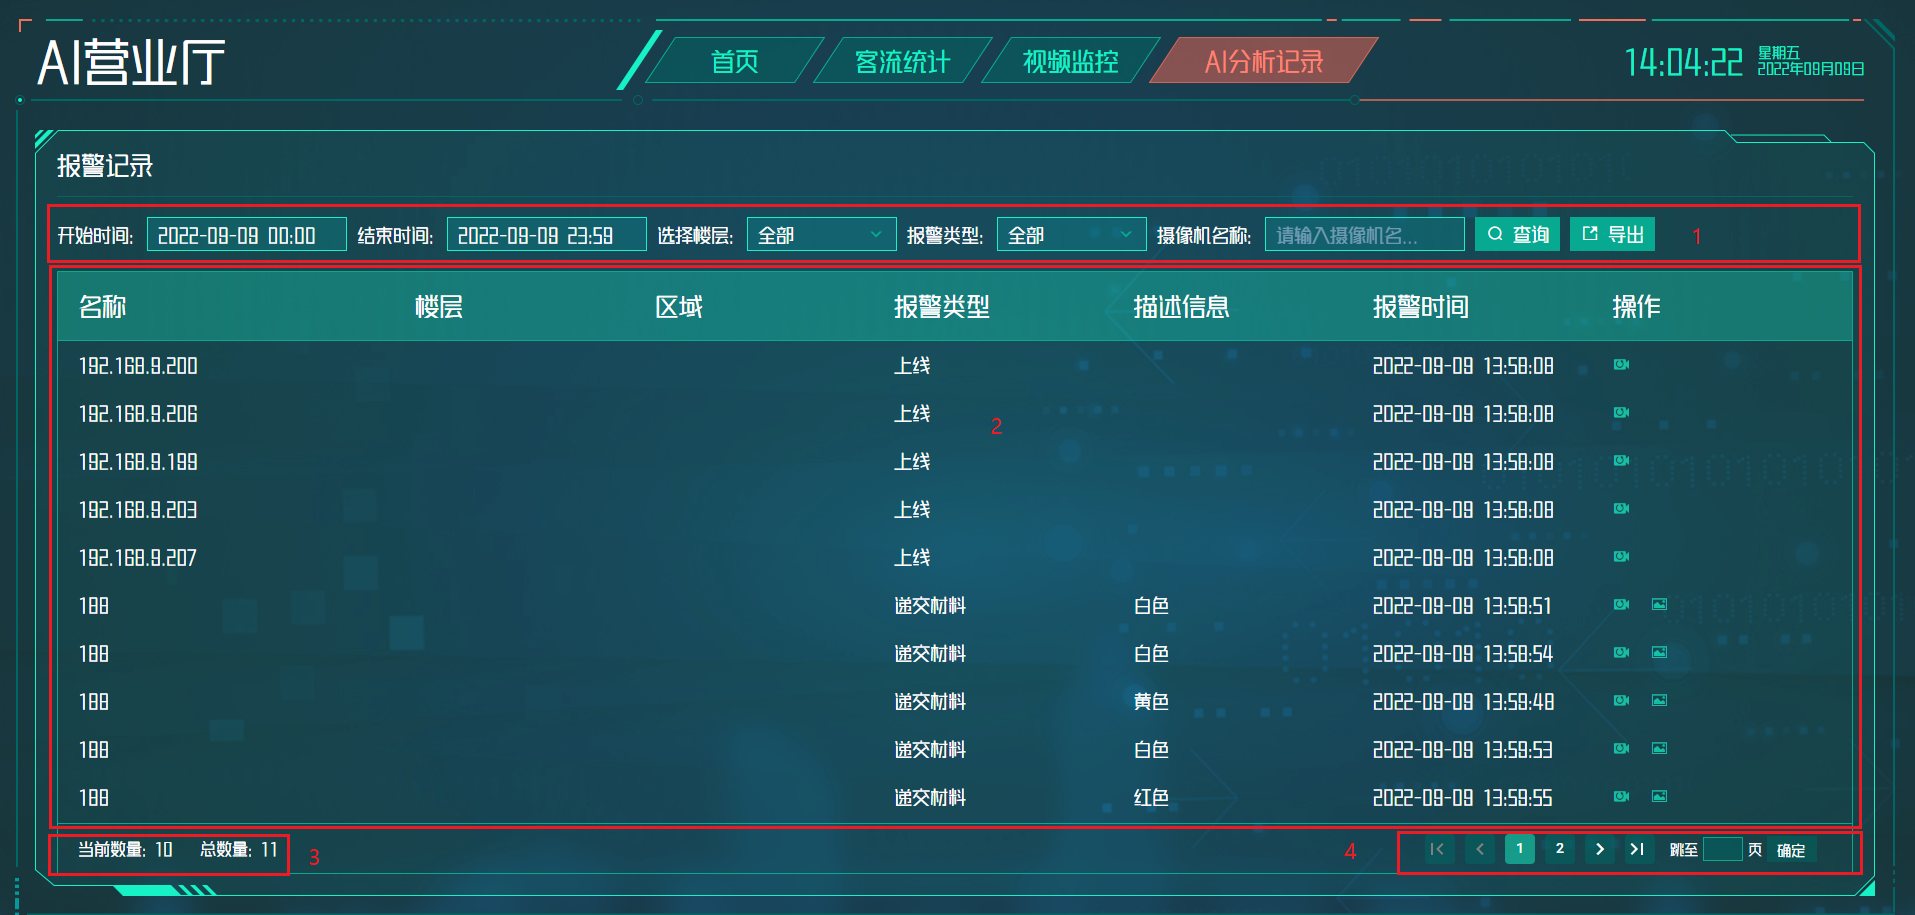 AI营业厅
首页 客流统计 视频监控 AI分析记录
14:04:22 星期五
2022年09月09日
报警记录
开始时间: 2022-09-09 00:00 结束时间: 2022-09-09 23:59 选择楼层: 全部 报警类型: 全部 摄像机名称: 请输入摄像机名... 查询 导出 1
名称 楼层 区域 报警类型 描述信息 报警时间 操作
192.168.9.200 上线 2022-09-09 13:58:08
192.168.9.206 上线 2022-09-09 13:58:08
2
192.168.9.199 上线 2022-09-09 13:58:08
192.168.9.203 上线 2022-09-09 13:58:08
192.168.9.207 上线 2022-09-09 13:58:08
188 递交材料 白色 2022-09-09 13:58:51
188 递交材料 白色 2022-09-09 13:58:54
188 递交材料 黄色 2022-09-09 13:59:48
188 递交材料 白色 2022-09-09 13:59:53
188 递交材料 红色 2022-09-09 13:59:55
当前数量: 10 总数量: 11 3 4 1 2 跳至 页 确定